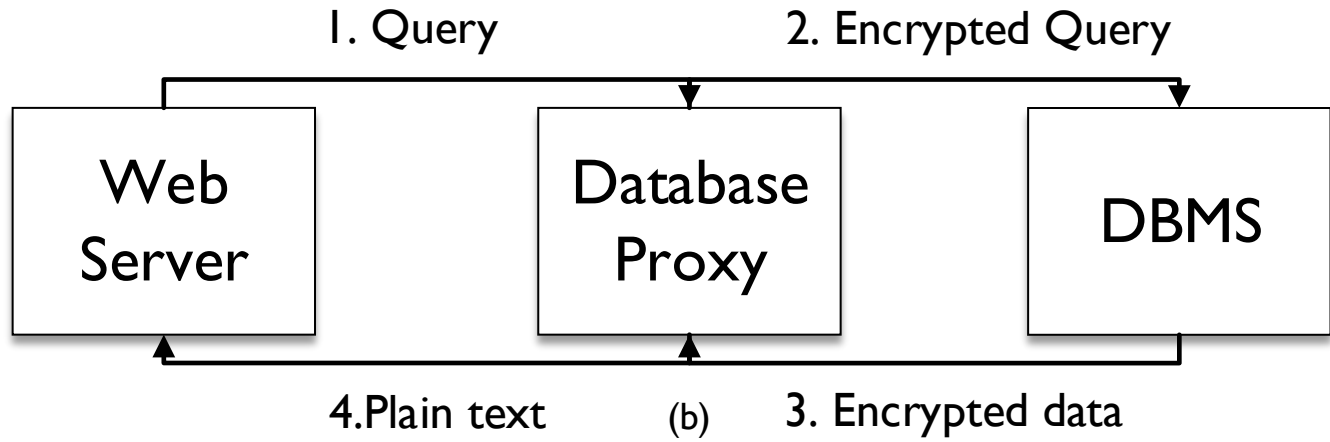 1. Query
2. Encrypted Query
Web
Server
Database
Proxy
DBMS
4.Plain text
(b)
3. Encrypted data